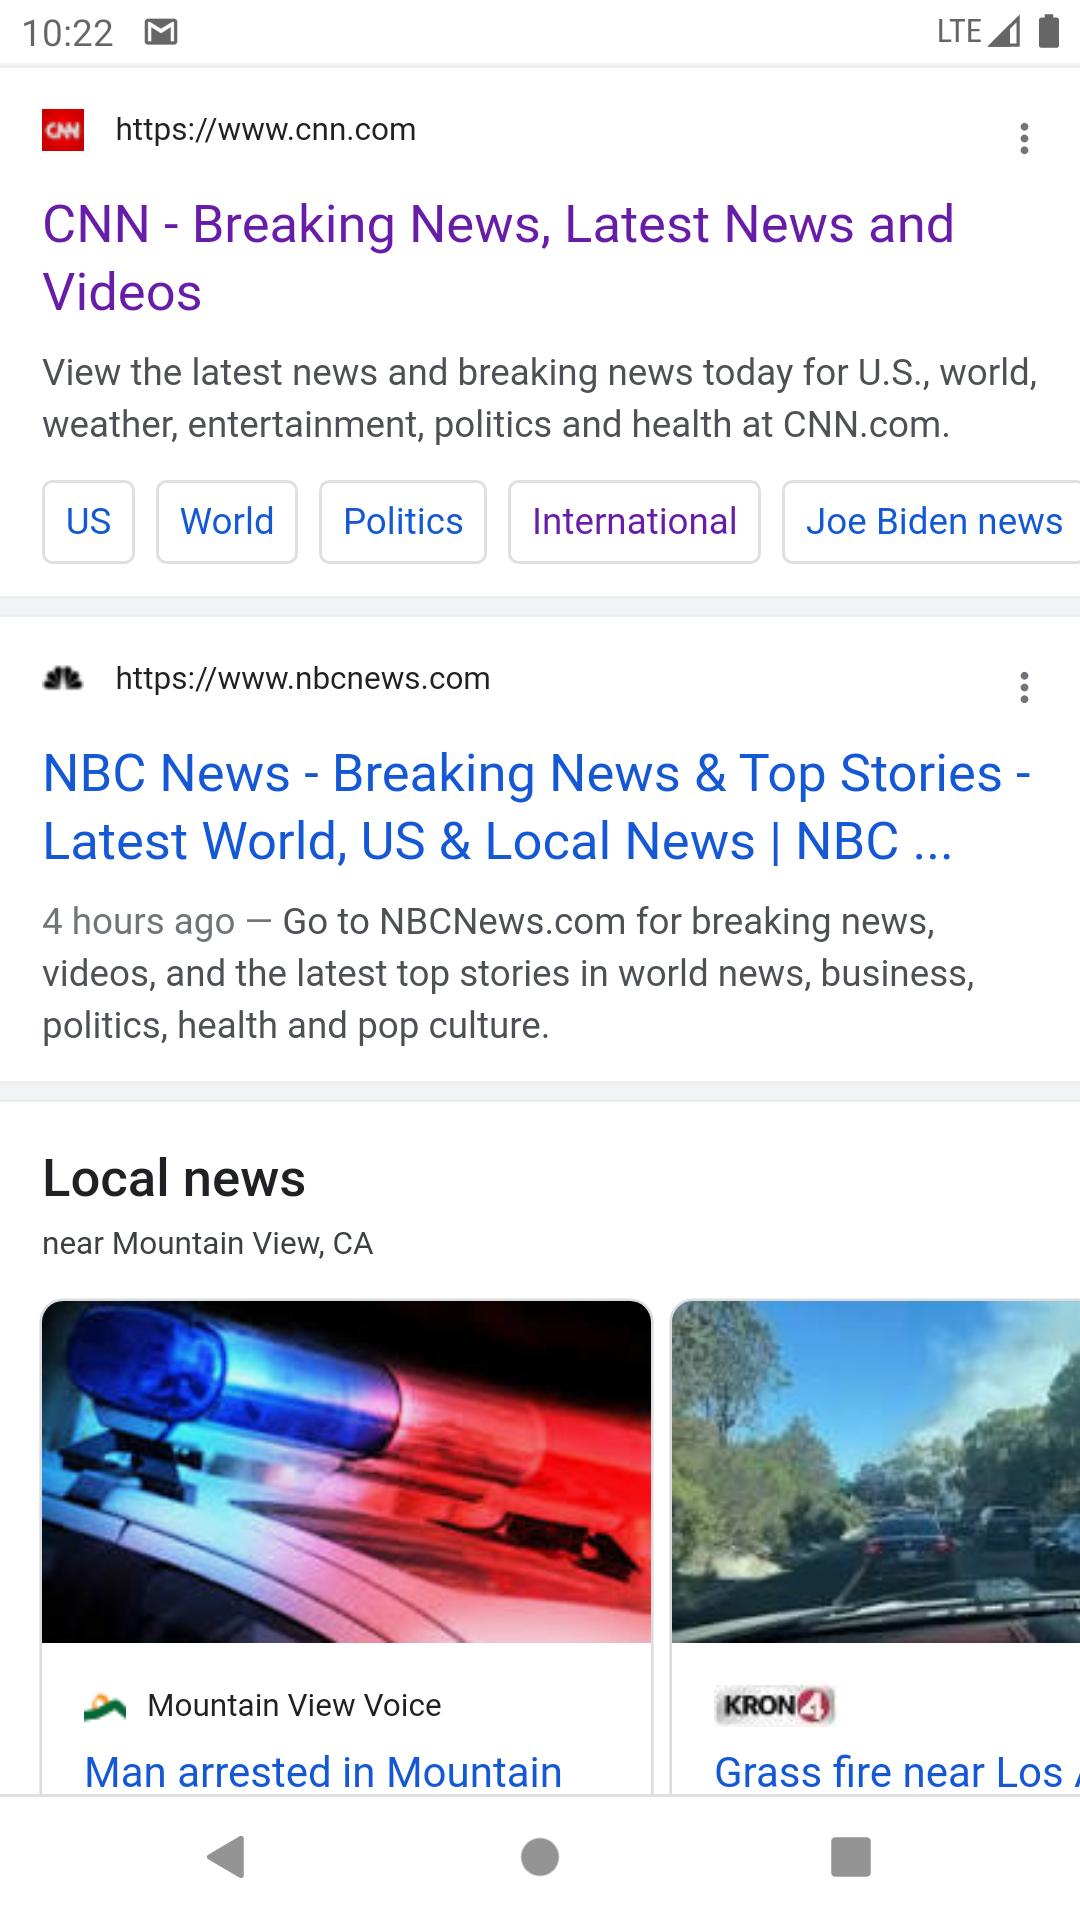 10:22
LTE
CNN
https://www.cnn.com
CNN - Breaking News, Latest News and
Videos
View the latest news and breaking news today for U.S., world,
weather, entertainment, politics and health at CNN.com.
US World Politics International Joe Biden news
https://www.nbcnews.com
NBC News - Breaking News & Top Stories -
Latest World, US & Local News | NBC ...
4 hours ago — Go to NBCNews.com for breaking news,
videos, and the latest top stories in world news, business,
politics, health and pop culture.
Local news
near Mountain View, CA
Mountain View Voice
Man arrested in Mountain
KRON4
Grass fire near Los